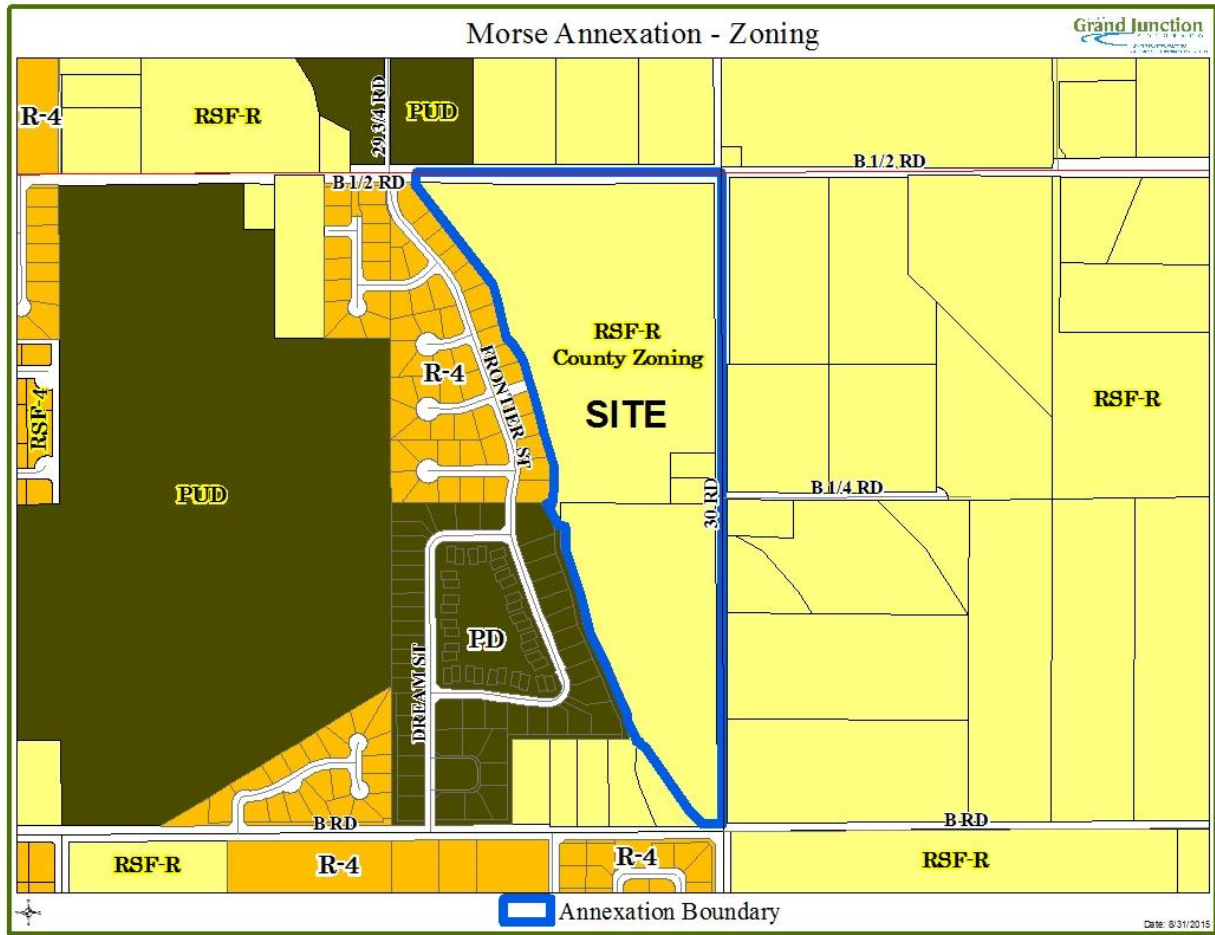 Morse Annexation - Zoning
Grand Junction
COLORADO
R-4
RSF-R
29 3/4 RD
PUD
B 1/2 RD
B 1/2 RD
RSF-R
County Zoning
SITE
R-4
FRONTIER ST
RSF-4
PUD
RSF-R
30 RD
B 1/4 RD
PD
DREAM ST
B RD
B RD
RSF-R
R-4
R-4
RSF-R
Annexation Boundary
Date: 8/31/2015